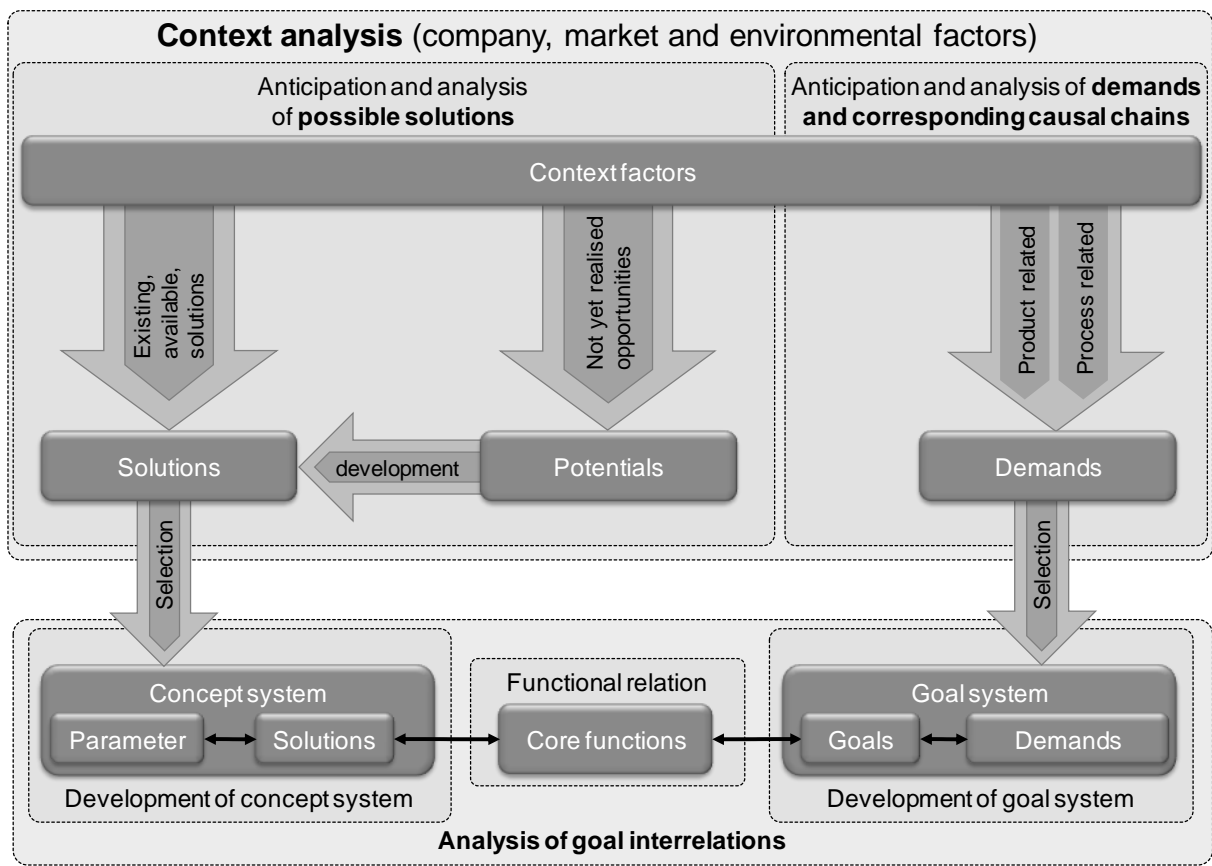 Context analysis (company, market and environmental factors)
Anticipation and analysis
of possible solutions
Anticipation and analysis of demands
and corresponding causal chains
Context factors
Existing,
available,
solutions
Not yet realised
opportunities
Product related
Process related
Solutions
development
Potentials
Demands
Selection
Selection
Concept system
Parameter
Solutions
Development of concept system
Functional relation
Core functions
Goal system
Goals
Demands
Development of goal system
Analysis of goal interrelations